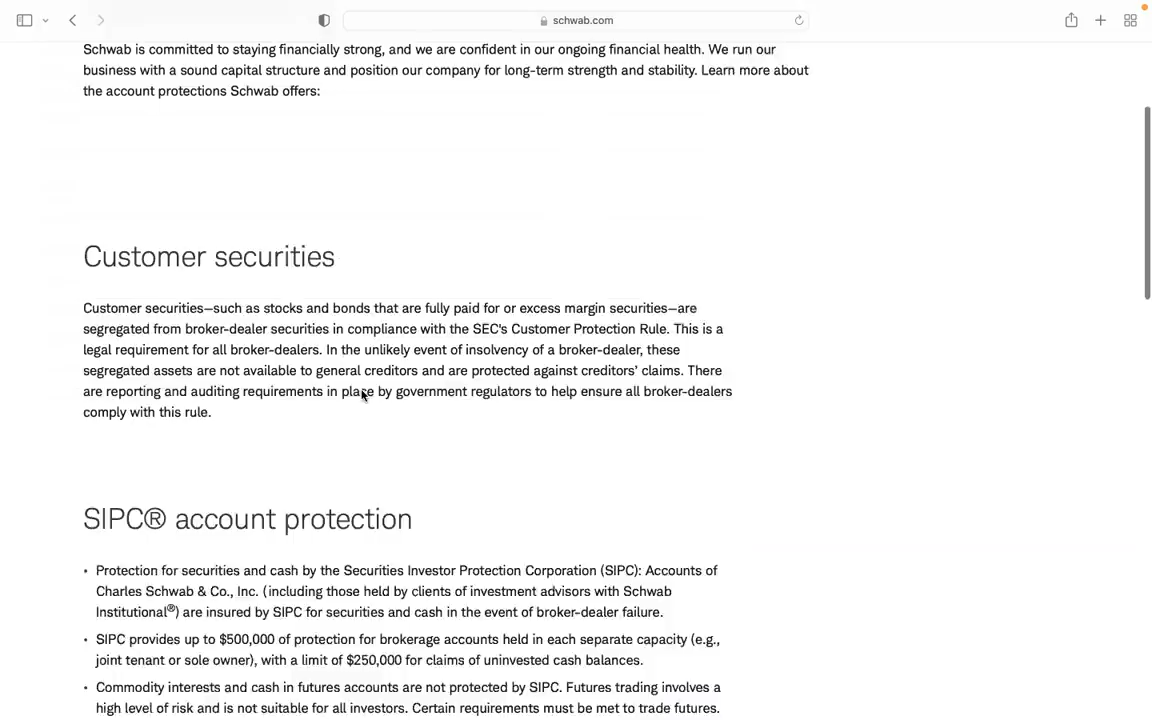 schwab.com
Schwab is committed to staying financially strong, and we are confident in our ongoing financial health. We run our
business with a sound capital structure and position our company for long-term strength and stability. Learn more about
the account protections Schwab offers:
Customer securities
Customer securities—such as stocks and bonds that are fully paid for or excess margin securities—are
segregated from broker-dealer securities in compliance with the SEC's Customer Protection Rule. This is a
legal requirement for all broker-dealers. In the unlikely event of insolvency of a broker-dealer, these
segregated assets are not available to general creditors and are protected against creditors' claims. There
are reporting and auditing requirements in place by government regulators to help ensure all broker-dealers
comply with this rule.
SIPC® account protection
• Protection for securities and cash by the Securities Investor Protection Corporation (SIPC): Accounts of
Charles Schwab & Co., Inc. (including those held by clients of investment advisors with Schwab
Institutional®) are insured by SIPC for securities and cash in the event of broker-dealer failure.
• SIPC provides up to $500,000 of protection for brokerage accounts held in each separate capacity (e.g.,
joint tenant or sole owner), with a limit of $250,000 for claims of uninvested cash balances.
• Commodity interests and cash in futures accounts are not protected by SIPC. Futures trading involves a
high level of risk and is not suitable for all investors. Certain requirements must be met to trade futures.